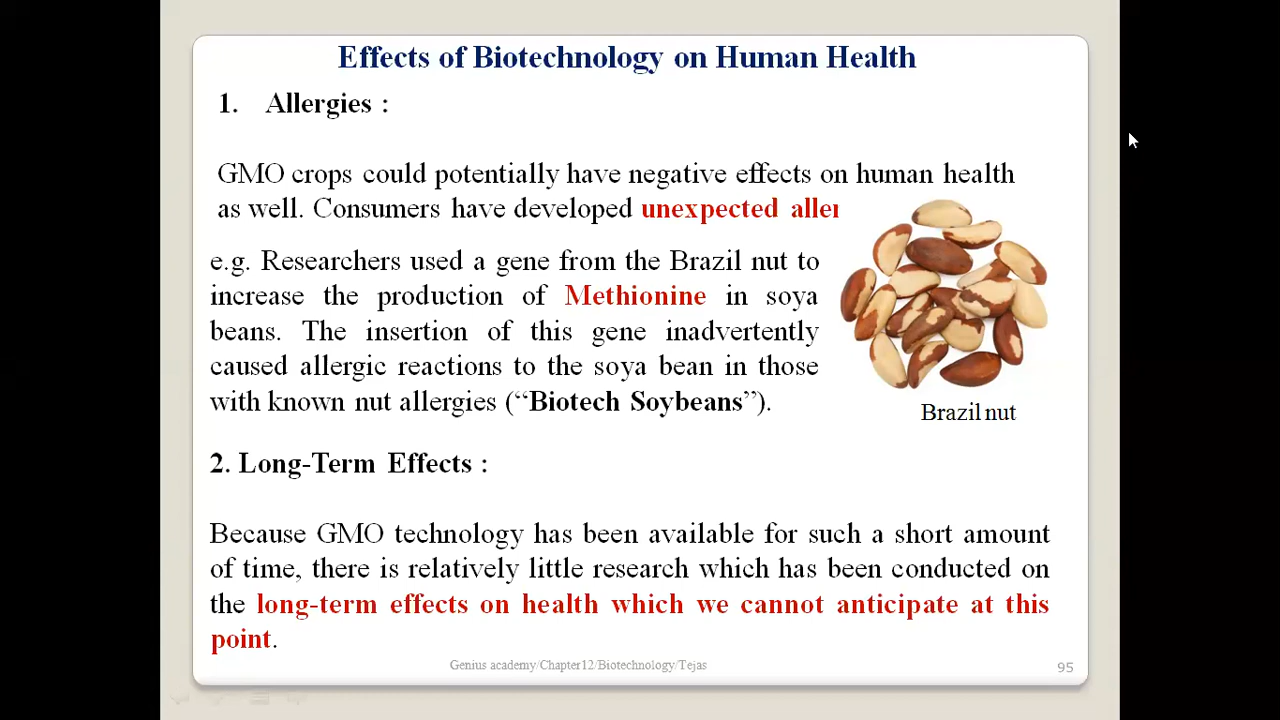 Effects of Biotechnology on Human Health
1. Allergies :
GMO crops could potentially have negative effects on human health
as well. Consumers have developed unexpected aller
e.g. Researchers used a gene from the Brazil nut to
increase the production of Methionine in soya
beans. The insertion of this gene inadvertently
caused allergic reactions to the soya bean in those
with known nut allergies (“Biotech Soybeans”).
Brazil nut
2. Long-Term Effects :
Because GMO technology has been available for such a short amount
of time, there is relatively little research which has been conducted on
the long-term effects on health which we cannot anticipate at this
point.
Genius academy/Chapter12/Biotechnology/Tejas
95